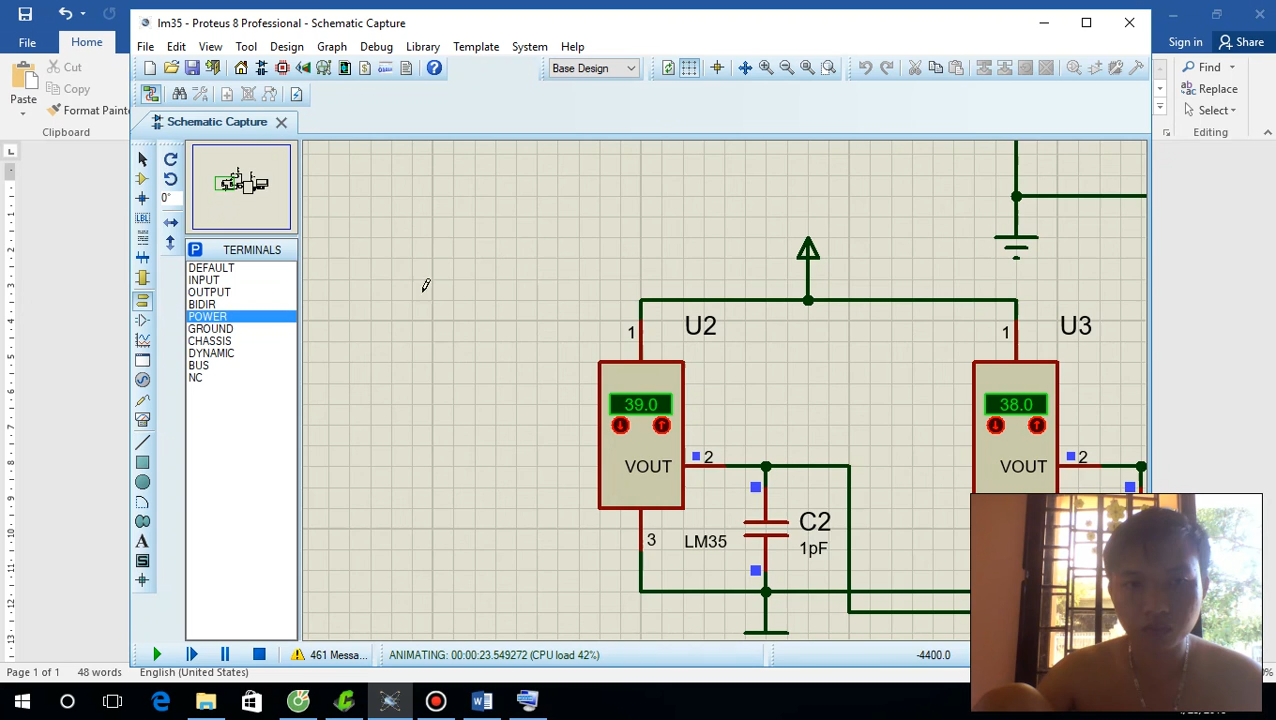 lm35 - Proteus 8 Professional - Schematic Capture
Sign in
Share
File
Home
File Edit View Tool Design Graph Debug Library Template System Help
Cut
Copy
Format Painte
Paste
Clipboard
Base Design
Find
Replace
Select
Editing
Schematic Capture
0°
LBL
P TERMINALS
DEFAULT
INPUT
OUTPUT
BIDIR
POWER
GROUND
CHASSIS
DYNAMIC
BUS
NC
A
1 U2
39.0
VOUT
2
3
LM35
C2
1pF
1 U3
38.0
VOUT
2
461 Messa...
ANIMATING: 00:00:23.549272 (CPU load 42%)
-4400.0
Page 1 of 1
48 words
English (United States)